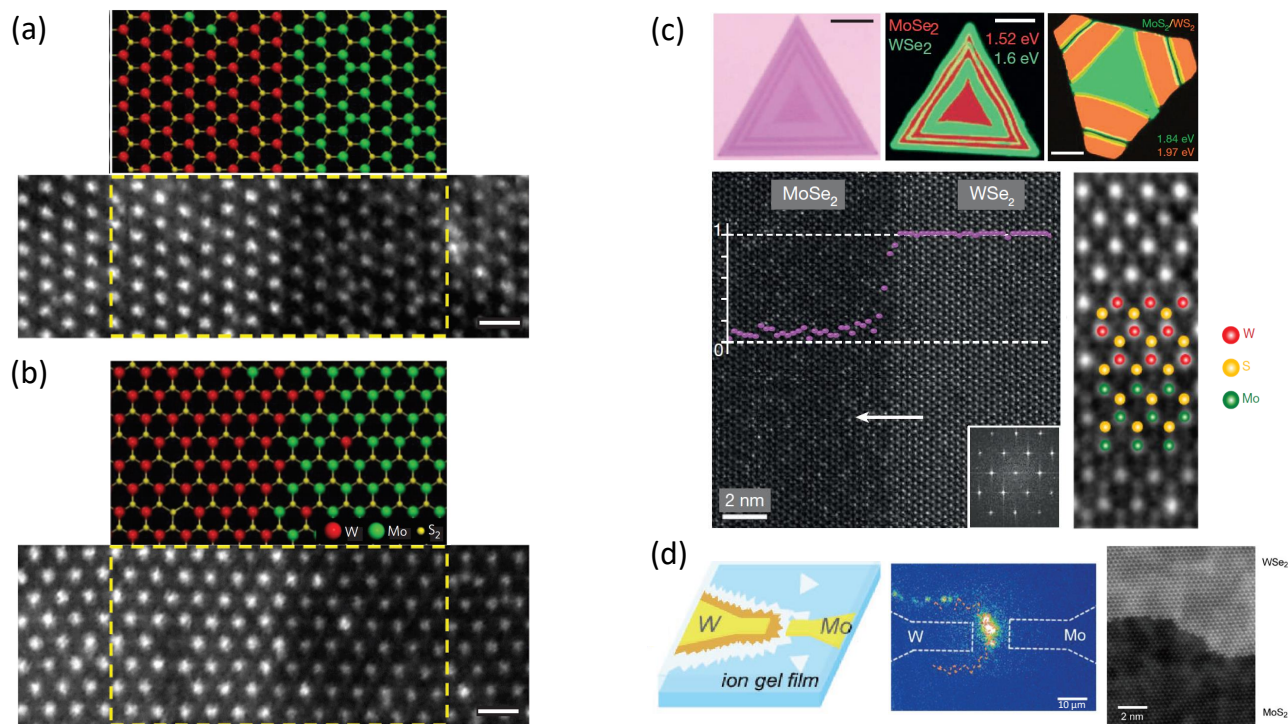 (a)
(b)
W Mo S₂
(c)
MoSe₂
WSe₂
1.52 eV
1.6 eV
MoS₂/WS₂
1.84 eV
1.97 eV
MoSe₂
WSe₂
1
0
2 nm
W
S
Mo
(d)
W
Mo
ion gel film
W
Mo
10 μm
WSe₂
2 nm
MoS₂